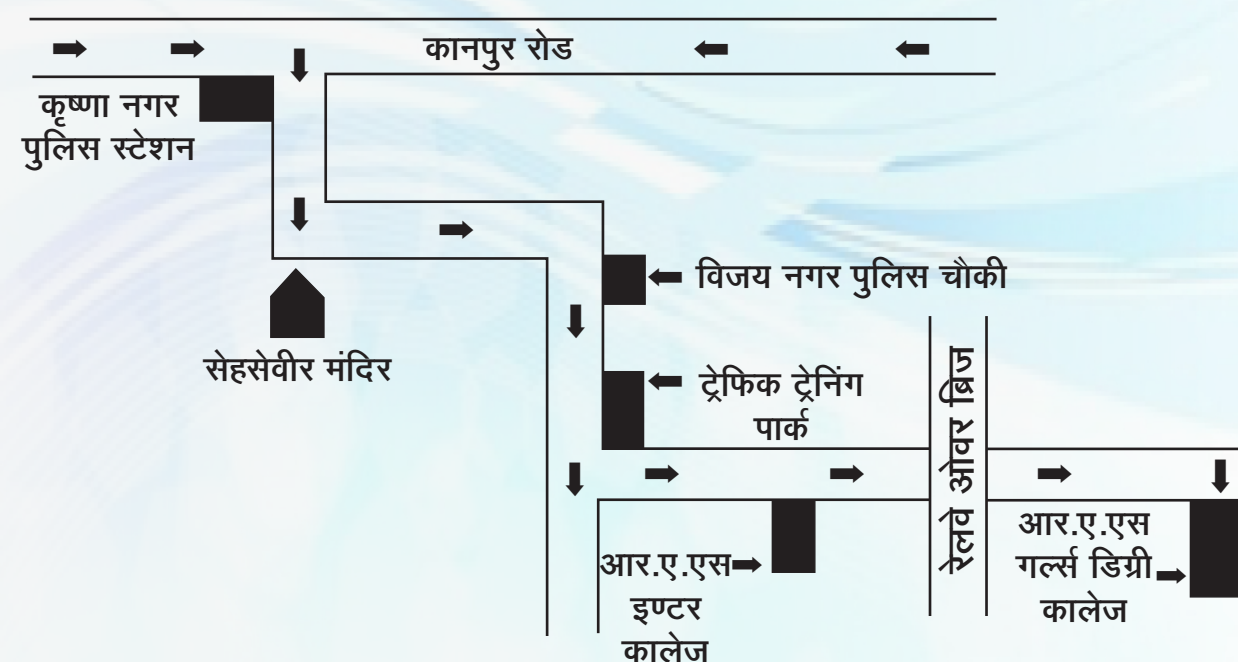 कानपुर रोड
कृष्णा नगर
पुलिस स्टेशन
विजय नगर पुलिस चौकी
सेहसेवीर मंदिर
ट्रेफिक ट्रेनिंग
पार्क
रेलवे ओवर ब्रिज
आर.ए.एस
इण्टर
कालेज
आर.ए.एस
गर्ल्स डिग्री
कालेज